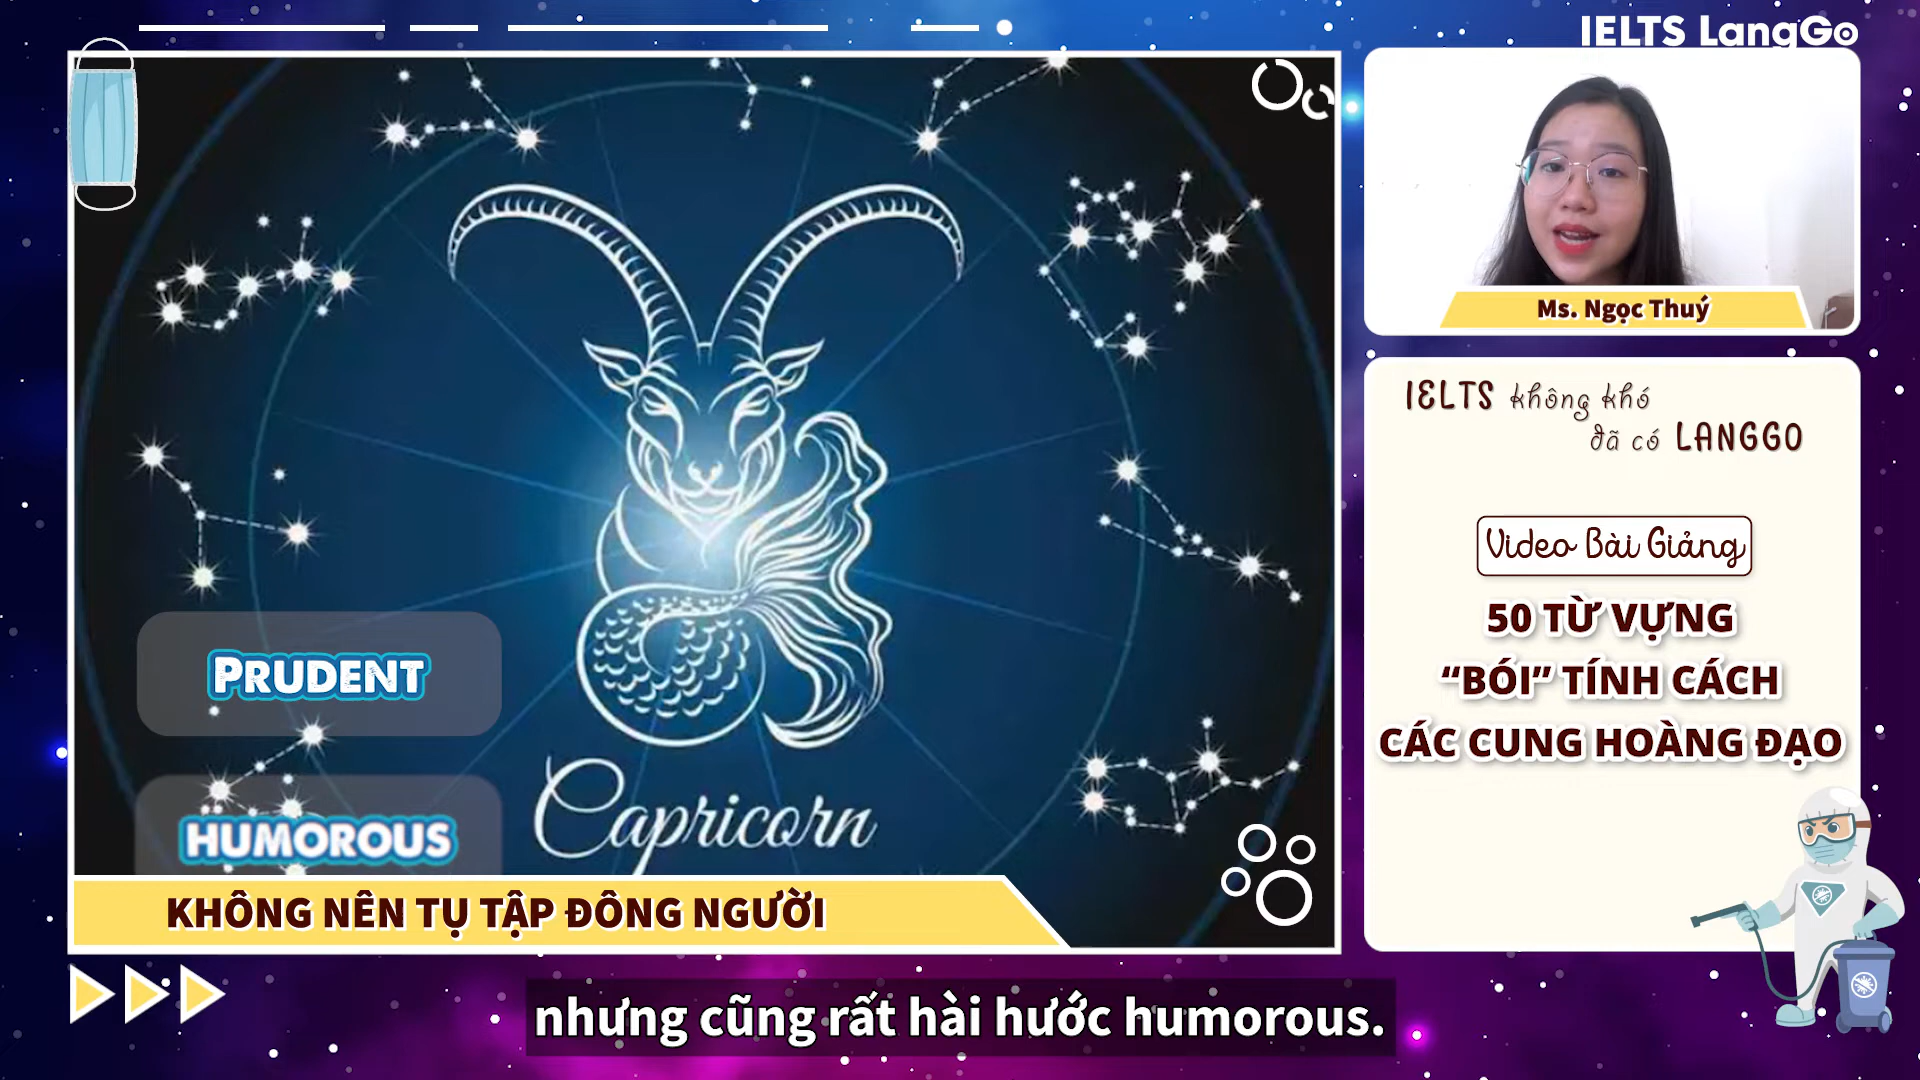 IELTS LangGo
Ms. Ngọc Thuý
IELTS không khó
đã có LANGGO
Video Bài Giảng
50 TỪ VỰNG
“BÓI” TÍNH CÁCH
CÁC CUNG HOÀNG ĐẠO
PRUDENT
HUMOROUS
Capricorn
KHÔNG NÊN TỤ TẬP ĐÔNG NGƯỜI
nhưng cũng rất hài hước humorous.